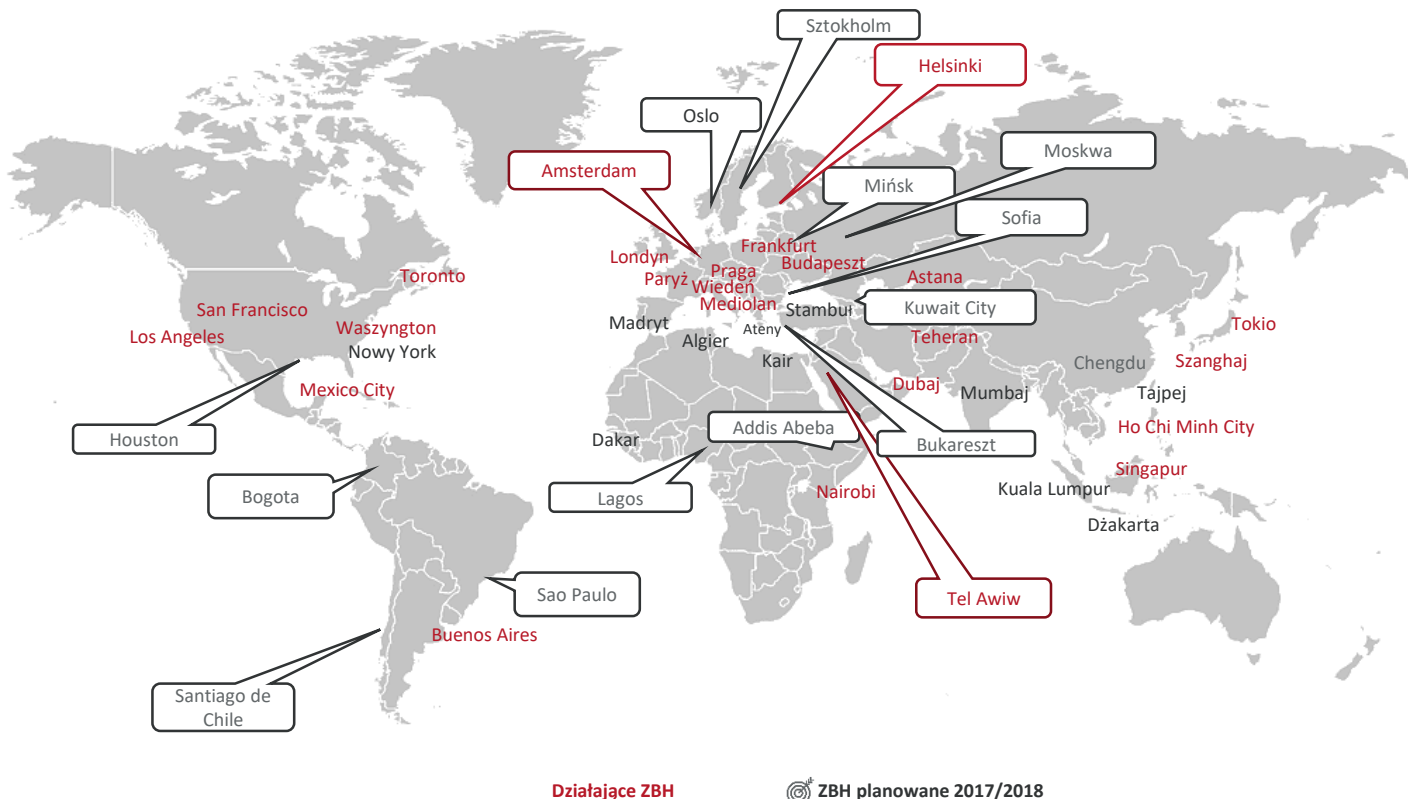 Sztokholm
Helsinki
Oslo
Moskwa
Amsterdam
Mińsk
Sofia
Frankfurt
Londyn
Budapeszt
Praga
Paryż
Wiedeń
Astana
Toronto
Mediolan
San Francisco
Stambuł
Kuwait City
Madryt
Waszyngton
Ateny
Tokio
Los Angeles
Teheran
Algier
Nowy York
Kair
Chengdu
Szanghaj
Mexico City
Dubaj
Mumbaj
Tajpej
Houston
Dakar
Addis Abeba
Bukareszt
Ho Chi Minh City
Singapur
Bogota
Lagos
Nairobi
Kuala Lumpur
Dżakarta
Sao Paulo
Tel Awiw
Buenos Aires
Santiago de
Chile
Działające ZBH
ZBH planowane 2017/2018